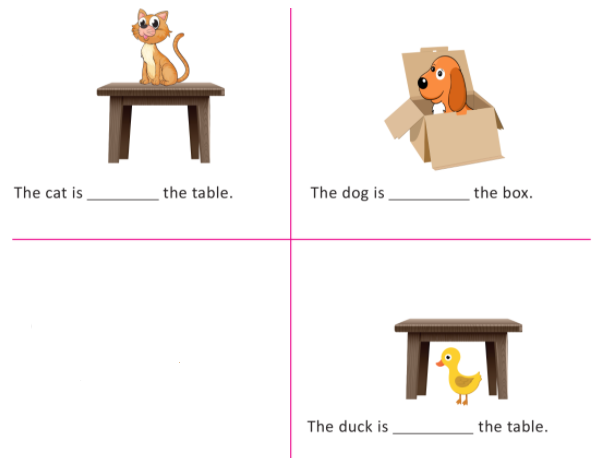 The cat is _________ the table.
The dog is __________ the box.
The duck is __________ the table.